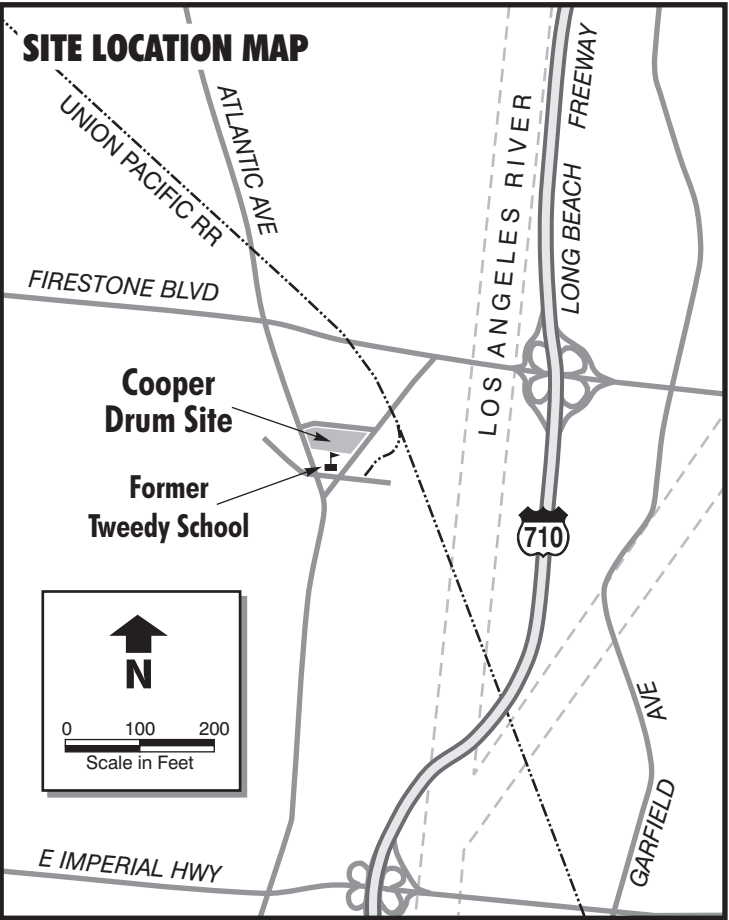 SITE LOCATION MAP
UNION PACIFIC RR
ATLANTIC AVE
LOS ANGELES RIVER
LONG BEACH FREEWAY
FIRESTONE BLVD
Cooper
Drum Site
Former
Tweedy School
710
N
0 100 200
Scale in Feet
GARFIELD AVE
E IMPERIAL HWY